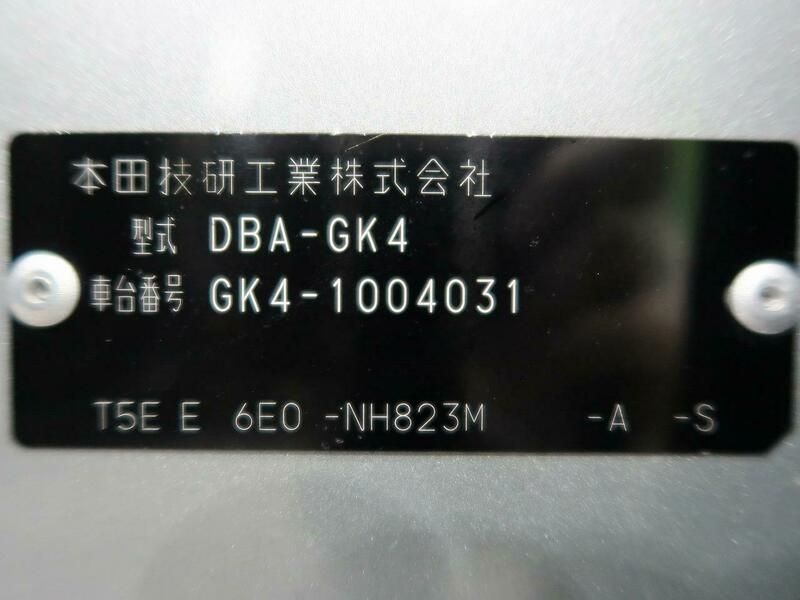 本田技研工業株式会社
型式 DBA-GK4
車台番号 GK4-1004031
T5E E 6E0 -NH823M -A -S